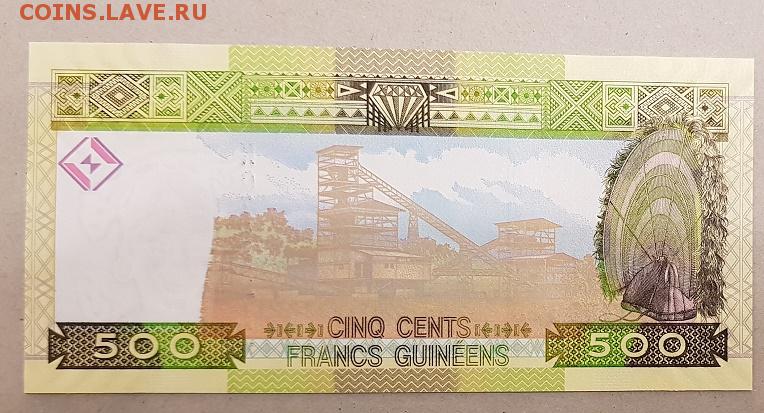 COINS.LAVE.RU
CINQ CENTS
500 FRANCS GUINÉENS 500